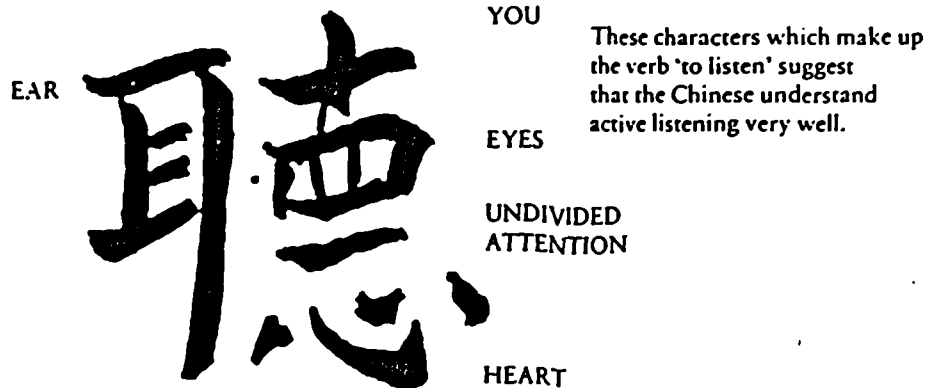 YOU
These characters which make up
the verb 'to listen' suggest
that the Chinese understand
active listening very well.
EAR
聽
EYES
UNDIVIDED
ATTENTION
HEART